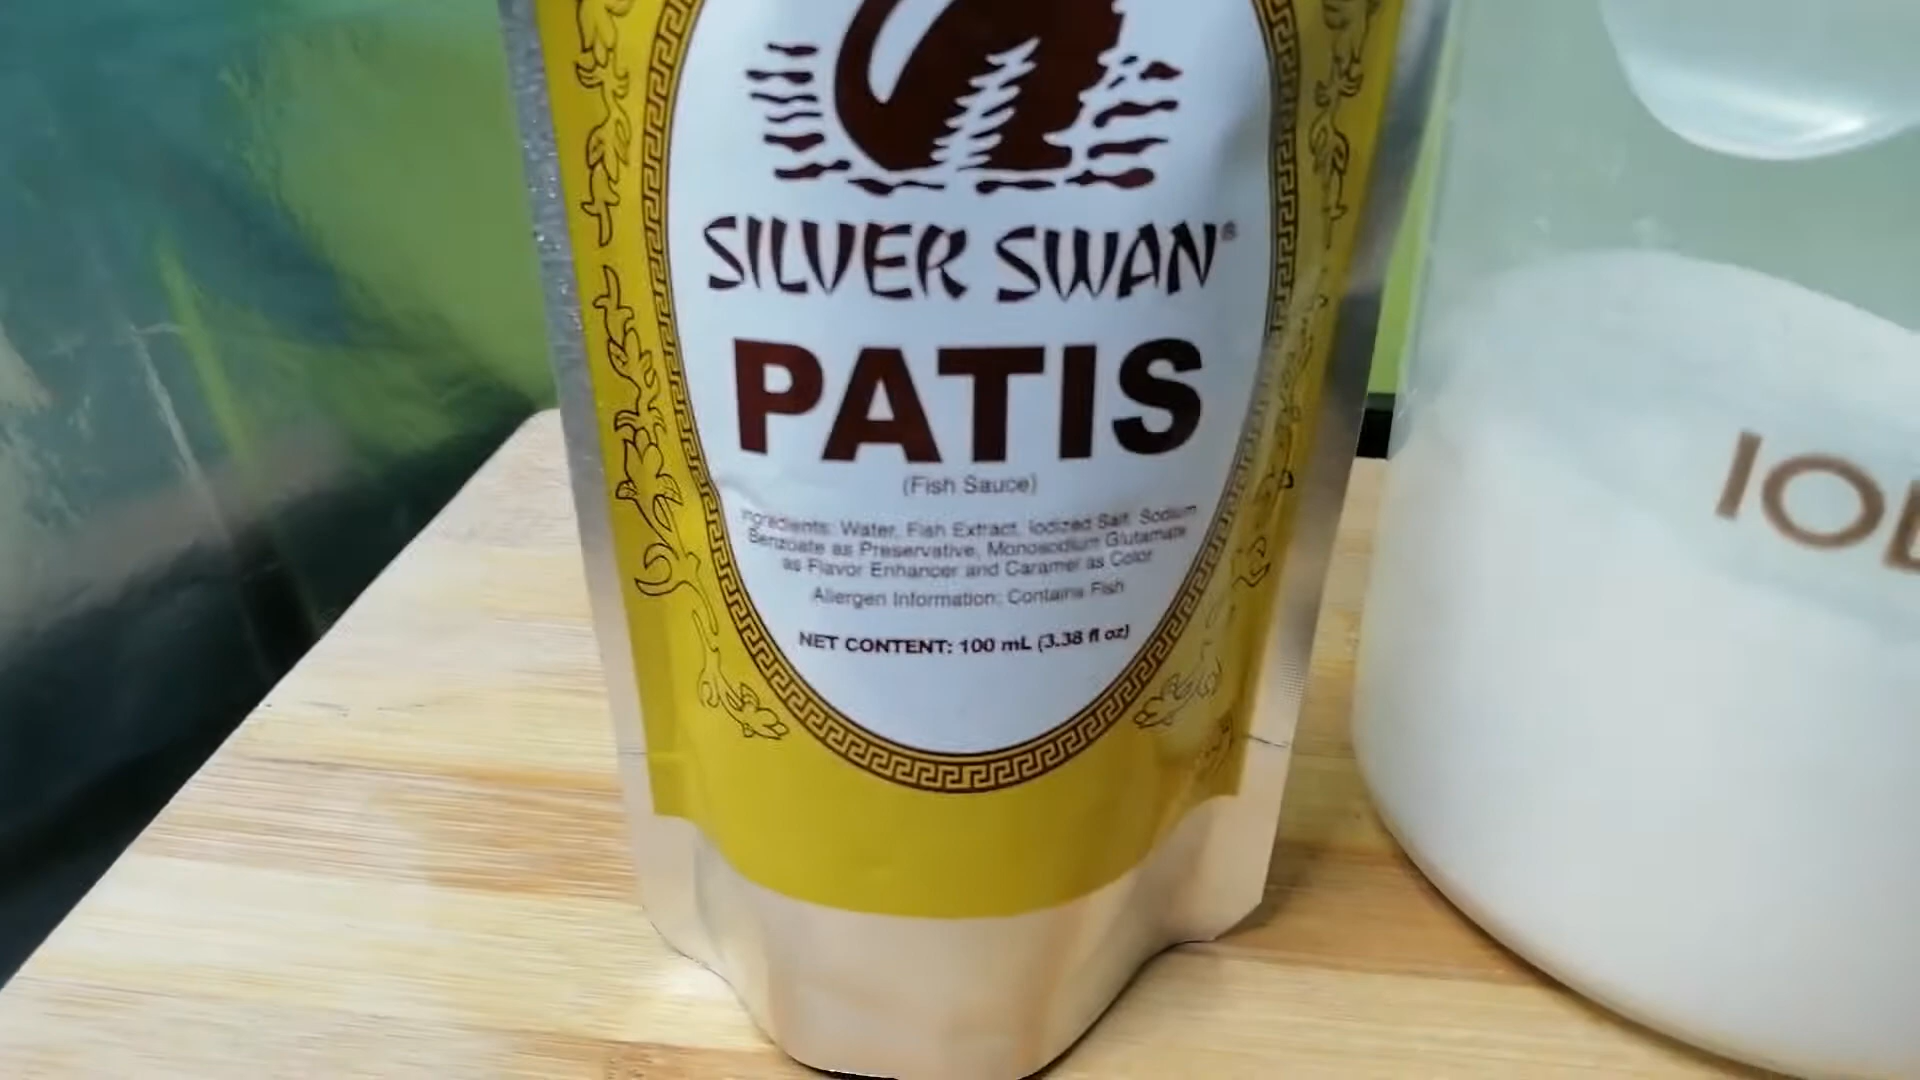 SILVER SWAN®
PATIS
(Fish Sauce)
Ingredients: Water, Fish Extract, Iodized Salt, Sodium
Benzoate as Preservative, Monosodium Glutamate
as Flavor Enhancer and Caramel as Color
Allergen Information: Contains Fish
NET CONTENT: 100 mL (3.38 fl oz)